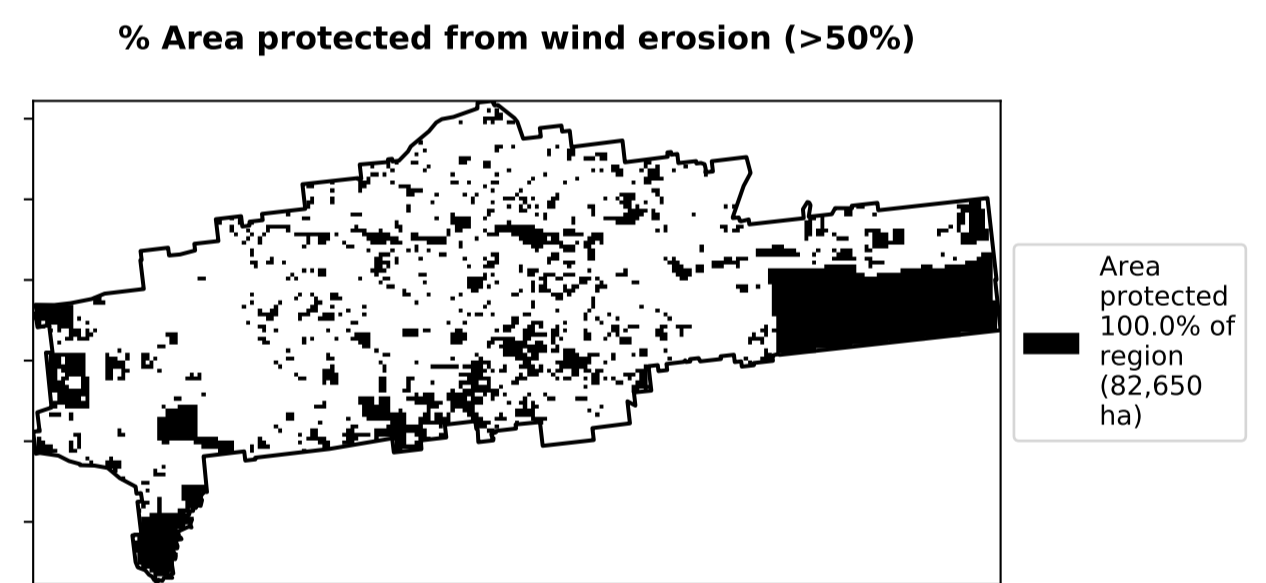 % Area protected from wind erosion (>50%)
Area
protected
100.0% of
region
(82,650
ha)